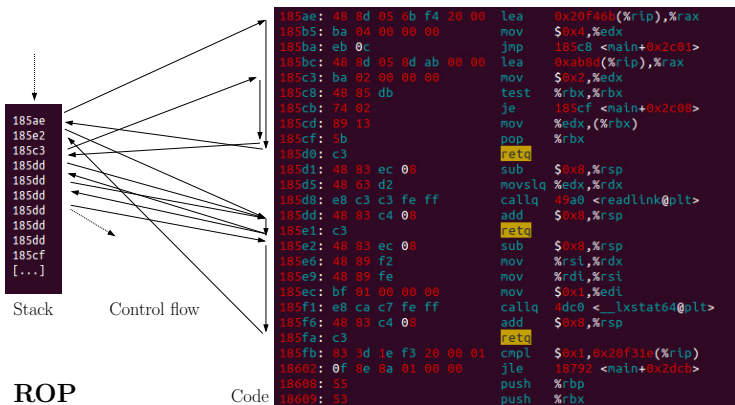 185ae
185e2
185c3
185dd
185dd
185dd
185dd
185dd
185dd
185cf
[...]
Stack
Control flow
ROP
Code
185ae: 48 8d 05 6b f4 20 00 lea 0x20f46b(%rip),%rax
185b5: ba 04 00 00 00 mov $0x4,%edx
185ba: eb 0c jmp 185c8 <main+0x2c01>
185bc: 48 8d 05 8d ab 00 00 lea 0xab8d(%rip),%rax
185c3: ba 02 00 00 00 mov $0x2,%edx
185c8: 48 85 db test %rbx,%rbx
185cb: 74 02 je 185cf <main+0x2c08>
185cd: 89 13 mov %edx,(%rbx)
185cf: 5b pop %rbx
185d0: c3 retq
185d1: 48 83 ec 08 sub $0x8,%rsp
185d5: 48 63 d2 movslq %edx,%rdx
185d8: e8 c3 c3 fe ff callq 49a0 <readlink@plt>
185dd: 48 83 c4 08 add $0x8,%rsp
185e1: c3 retq
185e2: 48 83 ec 08 sub $0x8,%rsp
185e6: 48 89 f2 mov %rsi,%rdx
185e9: 48 89 fe mov %rdi,%rsi
185ec: bf 01 00 00 00 mov $0x1,%edi
185f1: e8 ca c7 fe ff callq 4dc0 <__lxstat64@plt>
185f6: 48 83 c4 08 add $0x8,%rsp
185fa: c3 retq
185fb: 83 3d 1e f3 20 00 01 cmpl $0x1,0x20f31e(%rip)
18602: 0f 8e 8a 01 00 00 jle 18792 <main+0x2dcb>
18608: 55 push %rbp
18609: 53 push %rbx